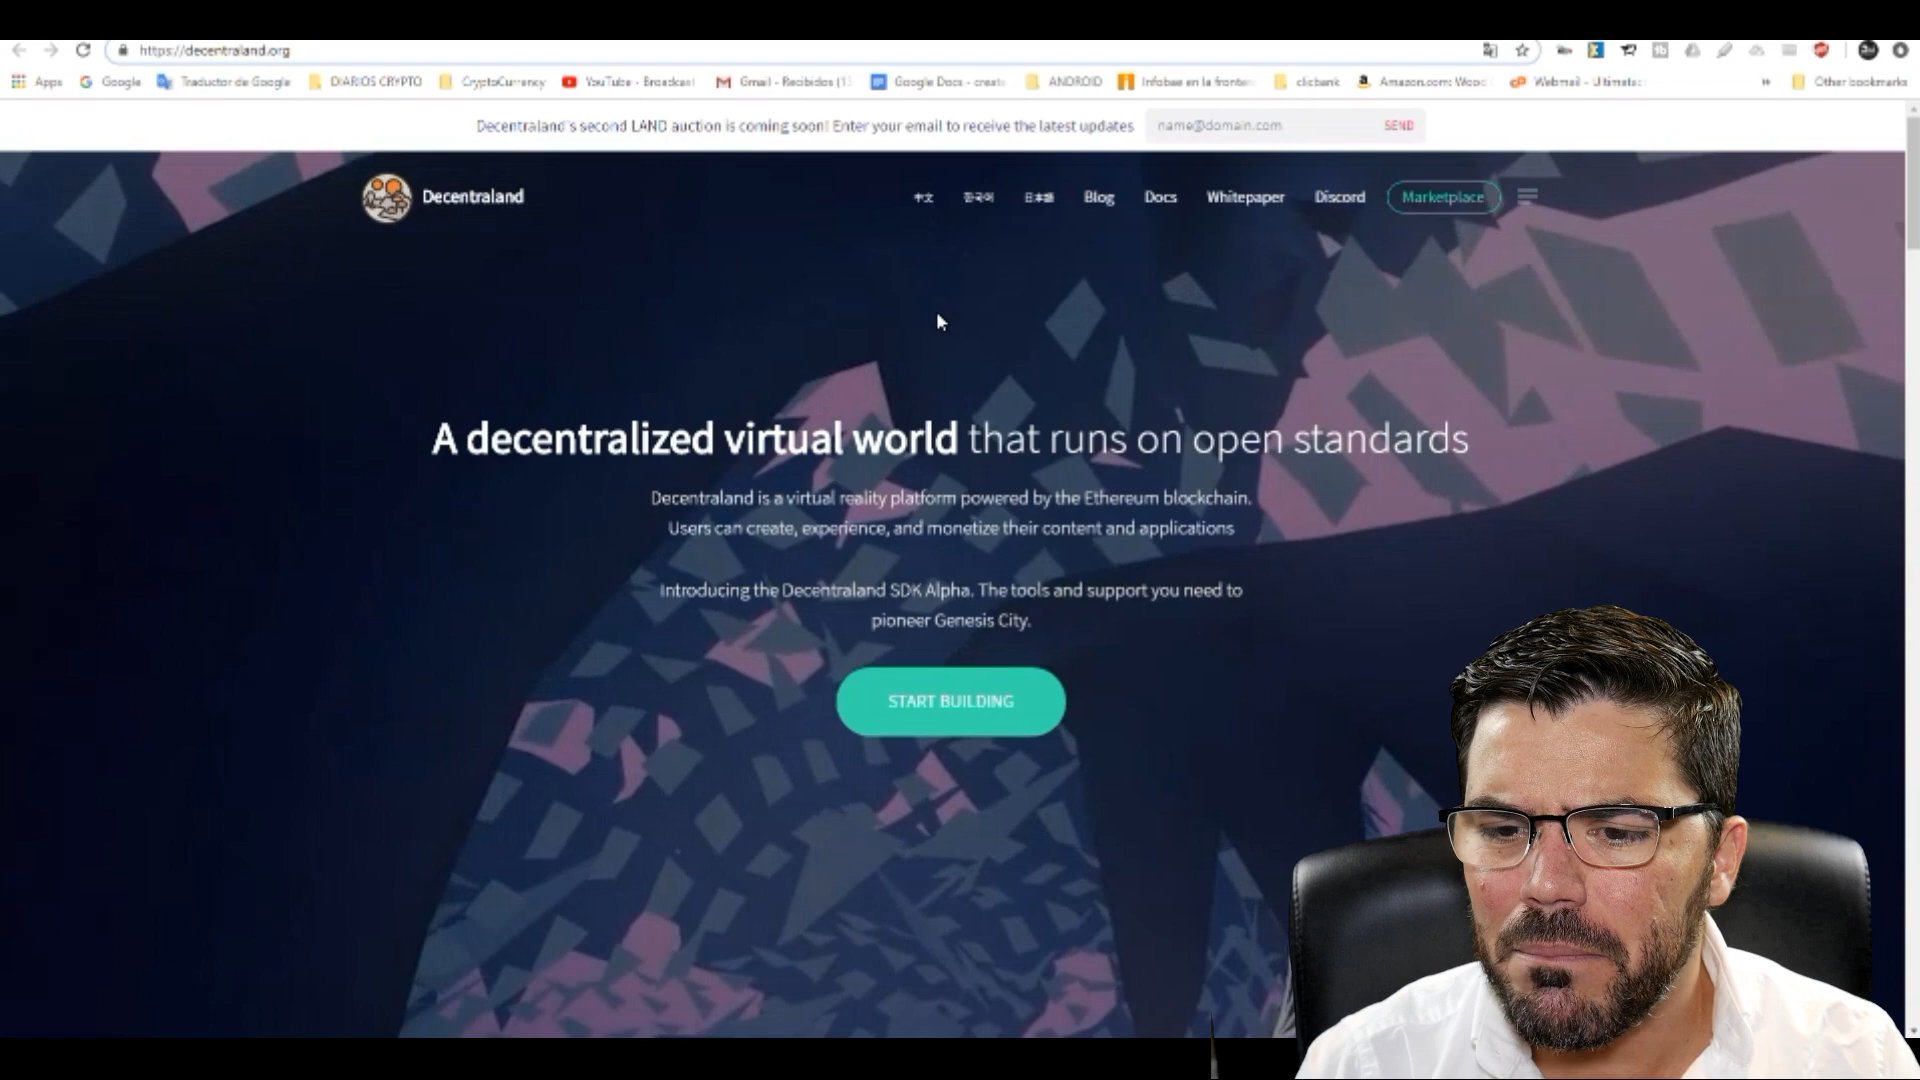 https://decentraland.org
Apps Google Traductor de Google DIARIOS CRYPTO CryptoCurrency YouTube - Broadcast Gmail - Recibidos (1 Google Docs - create ANDROID Infobae en la fronter clicbank Amazon.com: Wood Webmail - Ultimate: » Other bookmarks
Decentraland's second LAND auction is coming soon! Enter your email to receive the latest updates name@domain.com SEND
Decentraland 中文 한국어 日本語 Blog Docs Whitepaper Discord Marketplace
A decentralized virtual world that runs on open standards
Decentraland is a virtual reality platform powered by the Ethereum blockchain.
Users can create, experience, and monetize their content and applications
Introducing the Decentraland SDK Alpha. The tools and support you need to
pioneer Genesis City.
START BUILDING